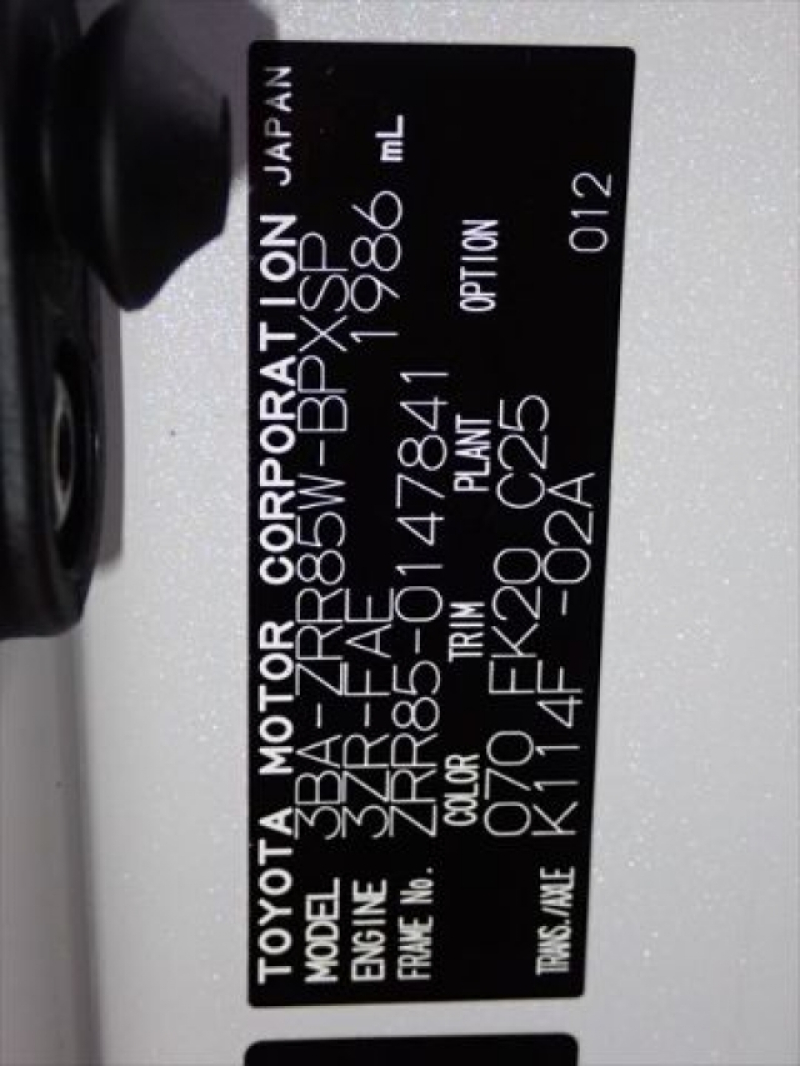 TOYOTA MOTOR CORPORATION JAPAN
MODEL 3BA-ZRR85W-BPXSP
ENGINE 3ZR-FAE 1986 mL
FRAME No. ZRR85-0147841
COLOR TRIM PLANT OPTION
070 FK20 C25
TRANS./AXLE K114F -02A 012